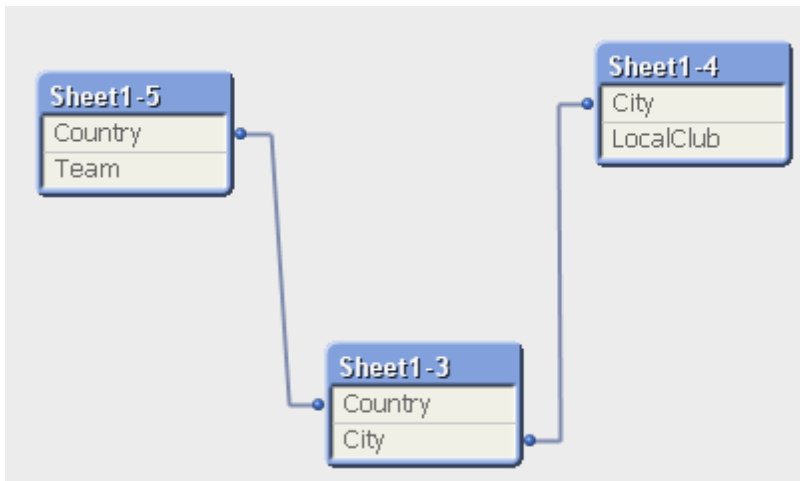 Sheet1-5
Country
Team
Sheet1-4
City
LocalClub
Sheet1-3
Country
City